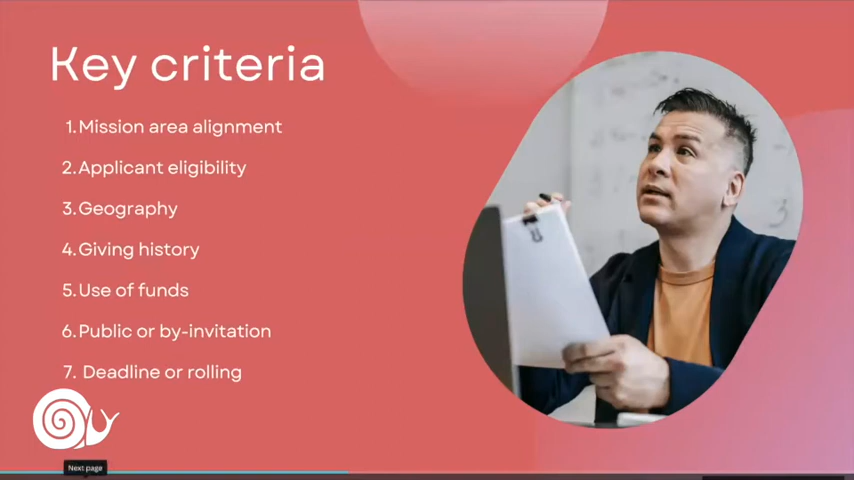 Key criteria
1. Mission area alignment
2. Applicant eligibility
3. Geography
4. Giving history
5. Use of funds
6. Public or by-invitation
7. Deadline or rolling
Next page